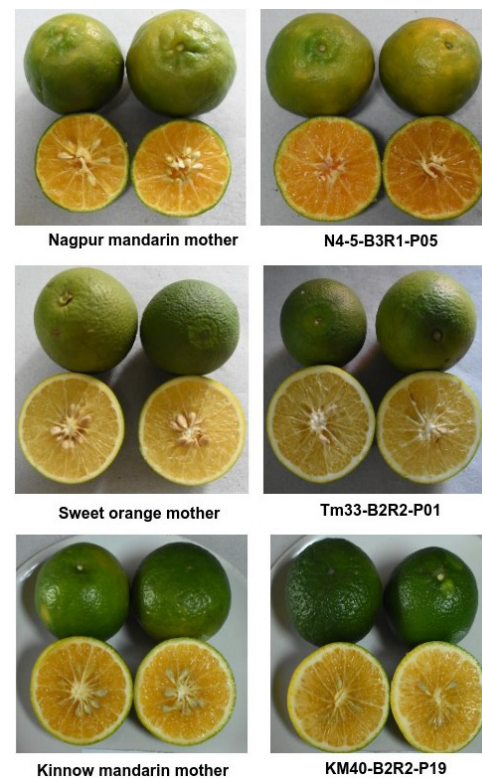 Nagpur mandarin mother
N4-5-B3R1-P05
Sweet orange mother
Tm33-B2R2-P01
Kinnow mandarin mother
KM40-B2R2-P19